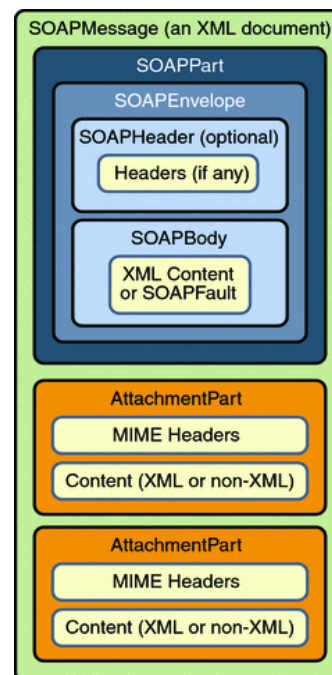 SOAPMessage (an XML document)
SOAPPart
SOAPEnvelope
SOAPHeader (optional)
Headers (if any)
SOAPBody
XML Content
or SOAPFault
AttachmentPart
MIME Headers
Content (XML or non-XML)
AttachmentPart
MIME Headers
Content (XML or non-XML)